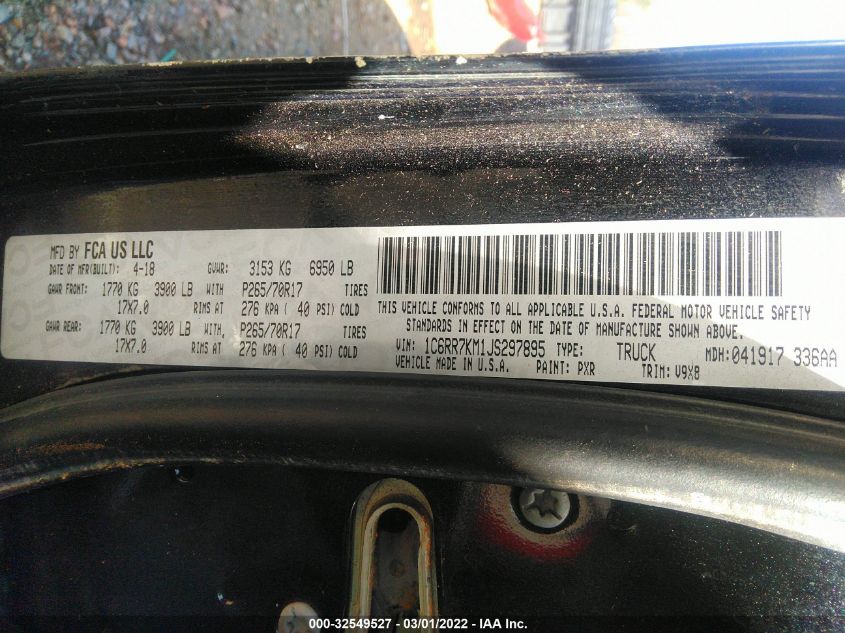 MFD BY FCA US LLC
DATE OF MFR(BUILT): 4-18 GVWR: 3153 KG 6950 LB
GAWR FRONT: 1770 KG 3900 LB WITH P265/70R17 TIRES
17X7.0 RIMS AT 276 KPA ( 40 PSI) COLD
GAWR REAR: 1770 KG 3900 LB WITH, P265/70R17 TIRES
17X7.0 RIMS AT 276 KPA ( 40 PSI) COLD
THIS VEHICLE CONFORMS TO ALL APPLICABLE U.S.A. FEDERAL MOTOR VEHICLE SAFETY
STANDARDS IN EFFECT ON THE DATE OF MANUFACTURE SHOWN ABOVE.
VIN: 1C6RR7KM1JS297895 TYPE: TRUCK MDH: 041917 336AA
VEHICLE MADE IN U.S.A. PAINT: PXR TRIM: V9X8
000-32549527 - 03/01/2022 - IAA Inc.